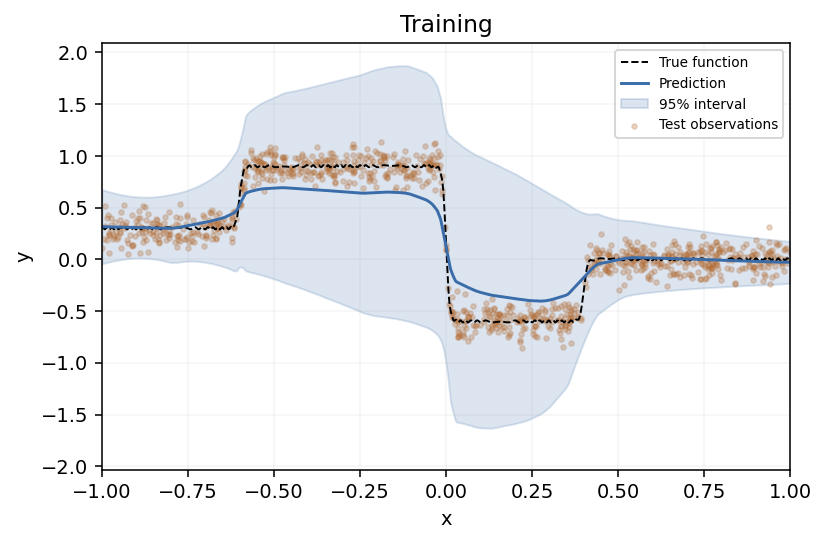 Training
True function
Prediction
95% interval
Test observations
2.0
1.5
1.0
0.5
0.0
−0.5
−1.0
−1.5
−2.0
y
−1.00 −0.75 −0.50 −0.25 0.00 0.25 0.50 0.75 1.00
x